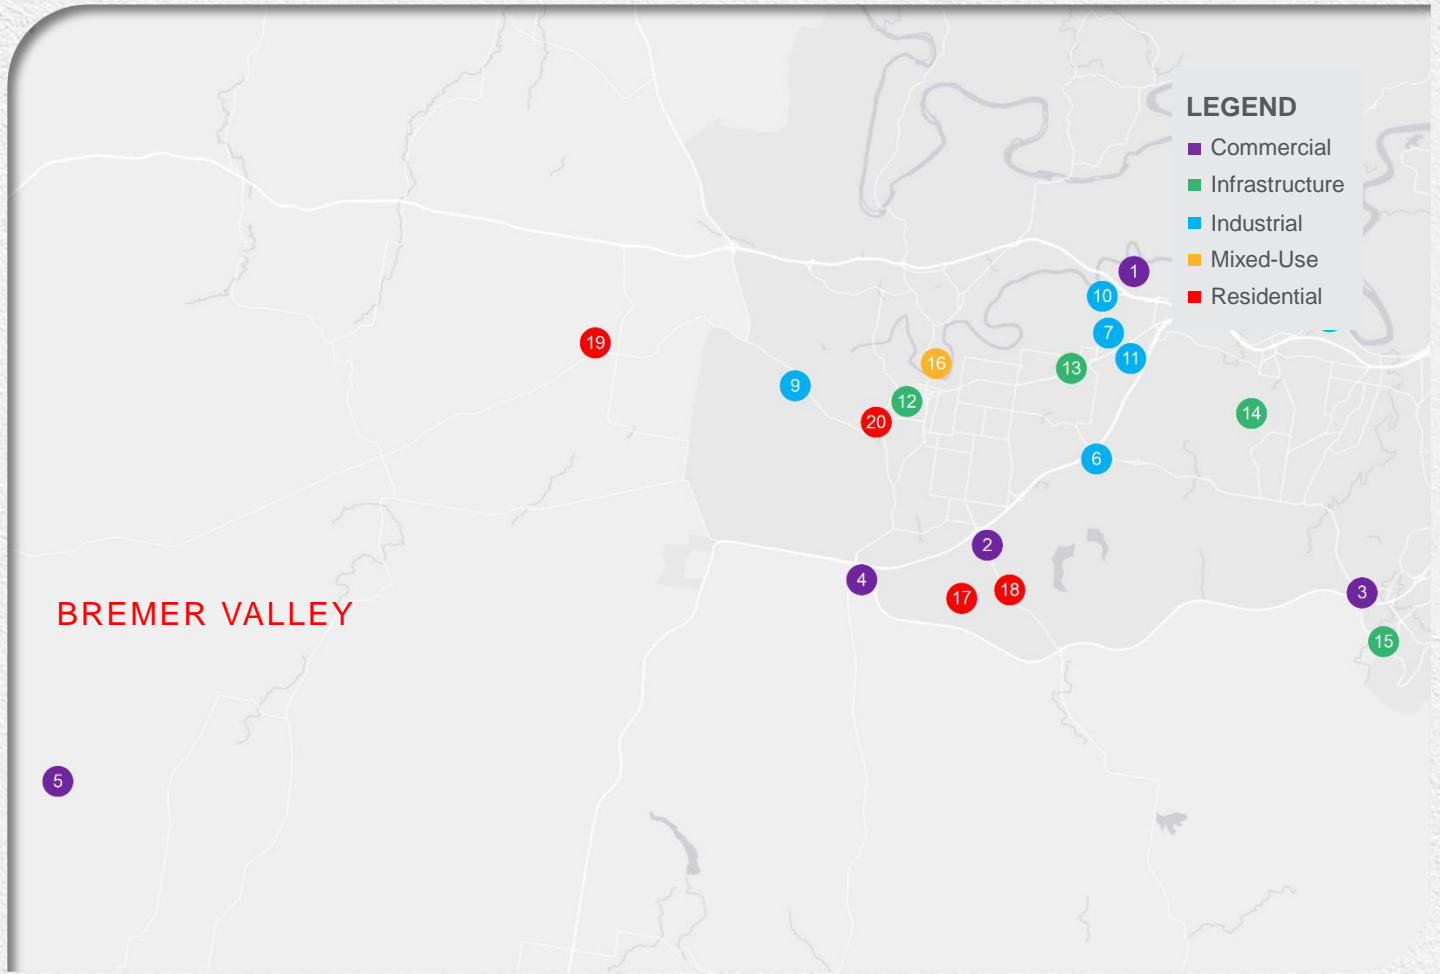 LEGEND
Commercial
Infrastructure
Industrial
Mixed-Use
Residential
1
10
7
11
13
19
16
9
12
20
14
6
2
4
17
18
3
BREMER VALLEY
15
5